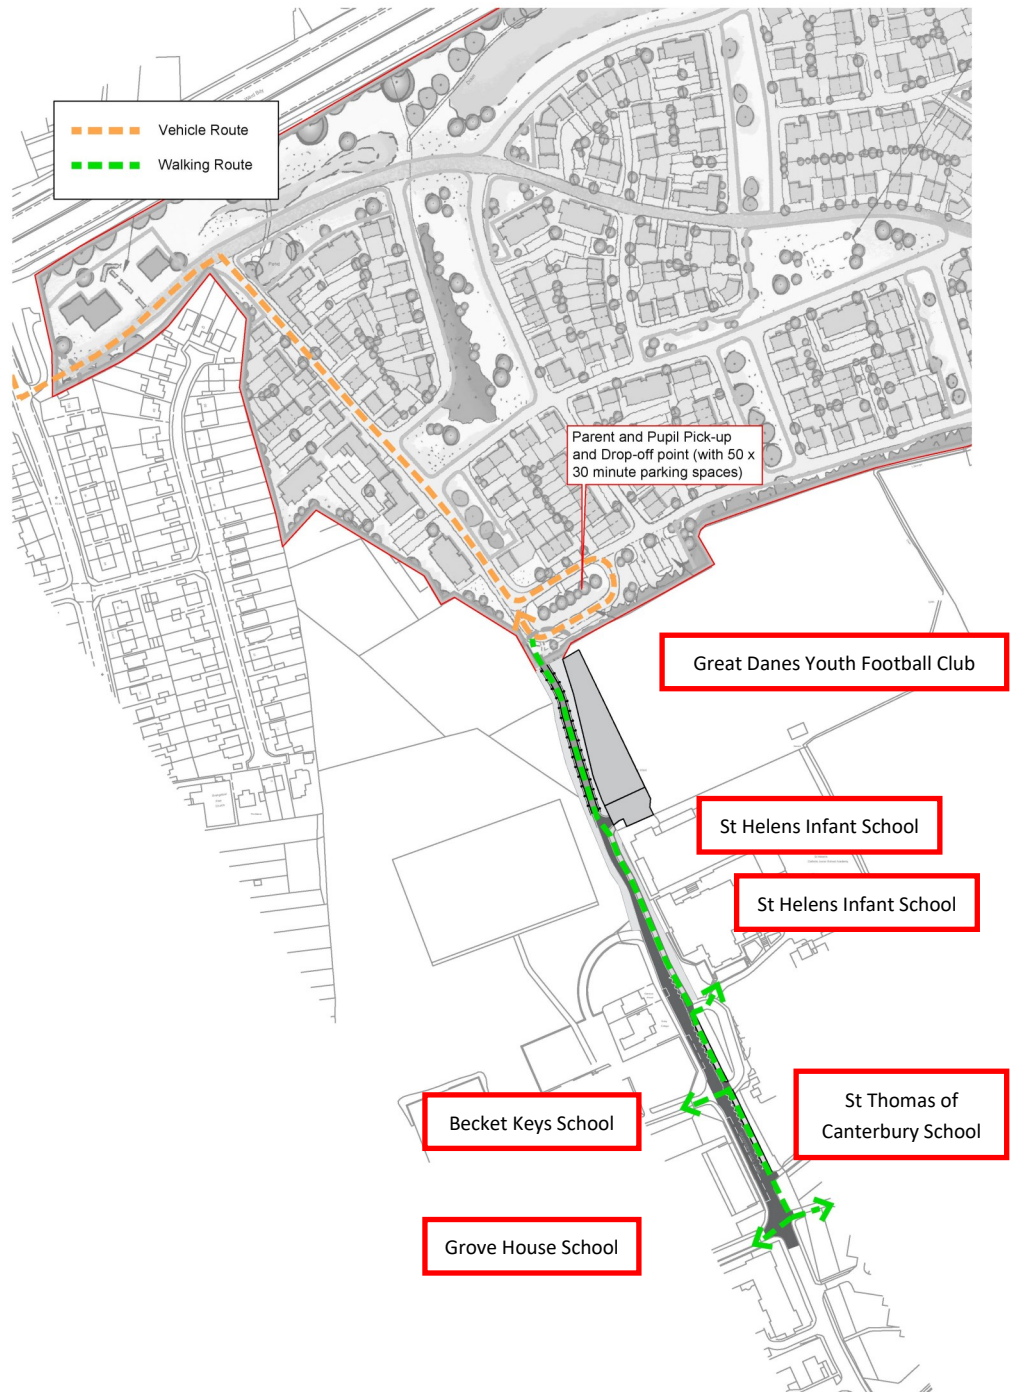 Vehicle Route
Walking Route
Parent and Pupil Pick-up
and Drop-off point (with 50 x
30 minute parking spaces)
Great Danes Youth Football Club
St Helens Infant School
St Helens Infant School
Becket Keys School
St Thomas of
Canterbury School
Grove House School